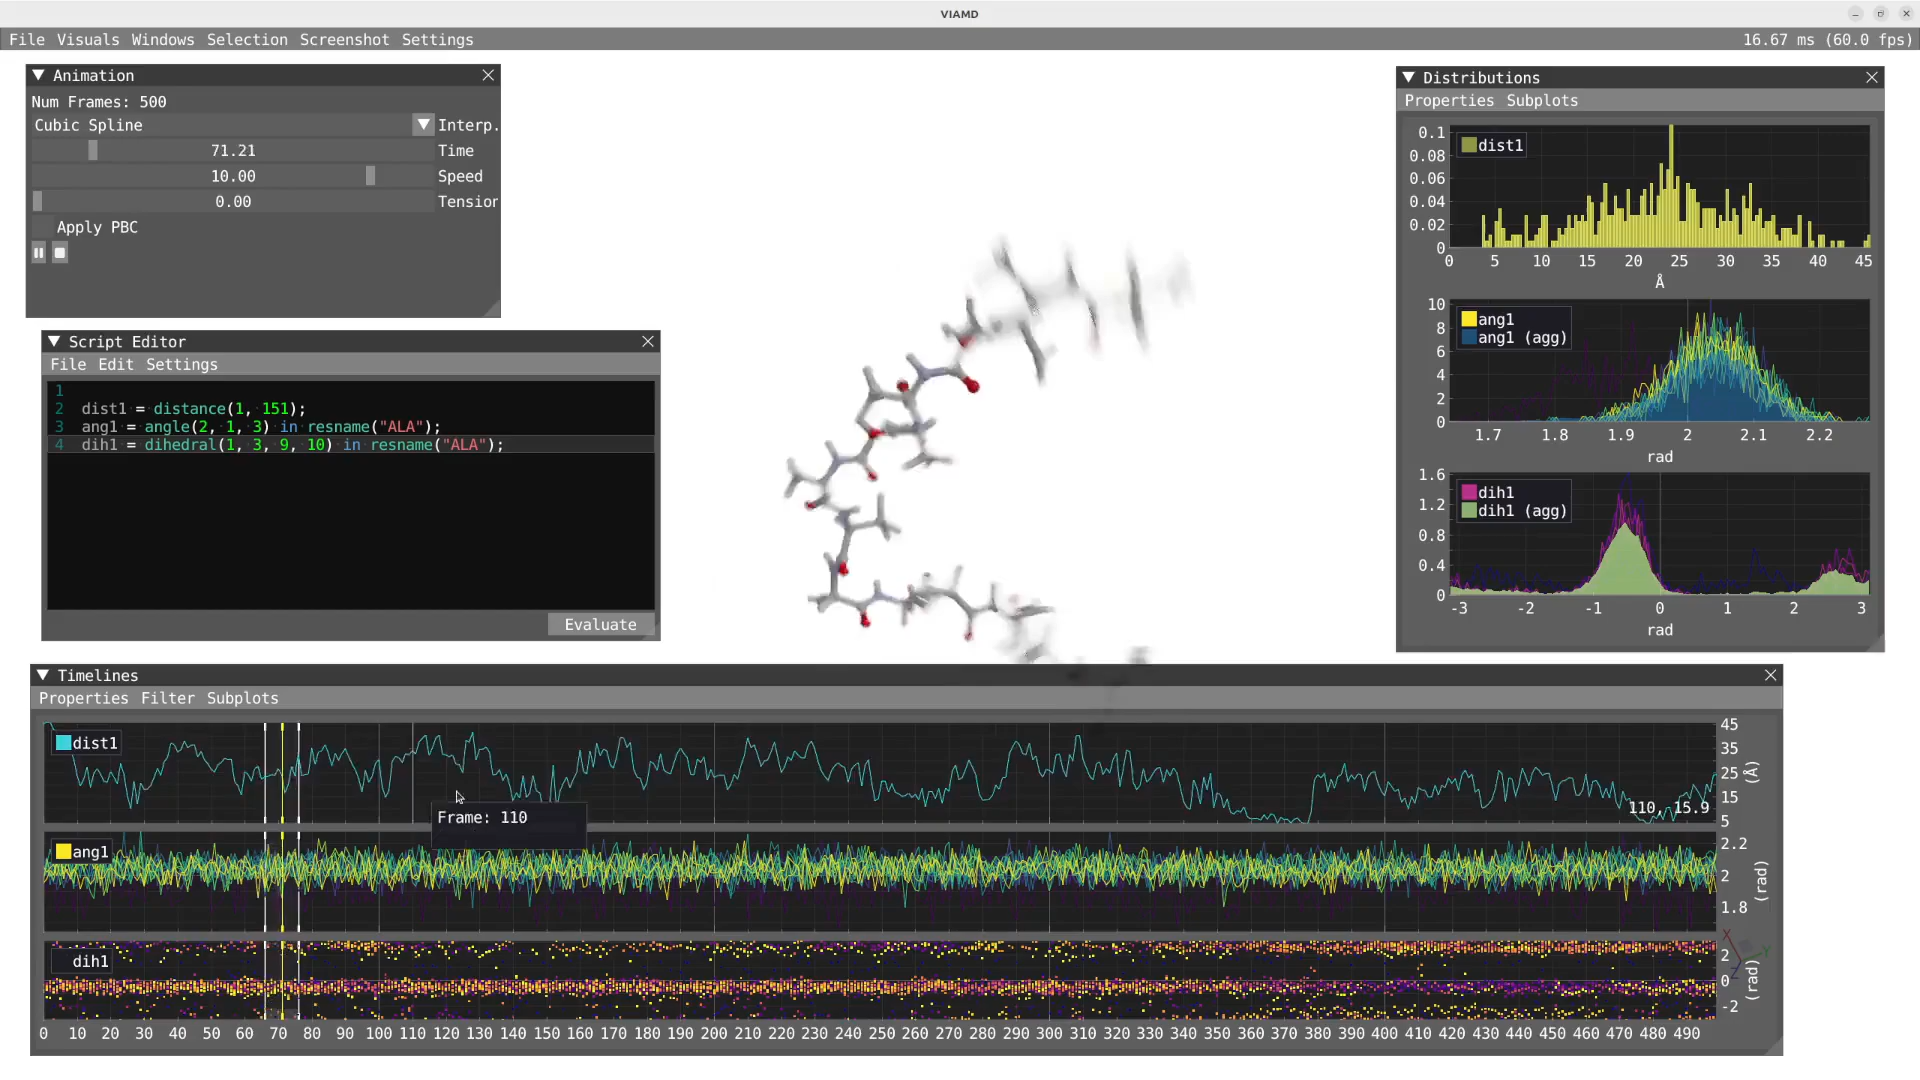 VIAMD
File Visuals Windows Selection Screenshot Settings
16.67 ms (60.0 fps)
Animation
Num Frames: 500
Cubic Spline Interp.
71.21 Time
10.00 Speed
0.00 Tension
Apply PBC
Script Editor
File Edit Settings
1
2 dist1 = distance(1, 151);
3 ang1 = angle(2, 1, 3) in resname("ALA");
4 dih1 = dihedral(1, 3, 9, 10) in resname("ALA");
Evaluate
Distributions
Properties Subplots
dist1
0.1
0.08
0.06
0.04
0.02
0
0 5 10 15 20 25 30 35 40 45
Å
ang1
ang1 (agg)
10
8
6
4
2
0
1.7 1.8 1.9 2 2.1 2.2
rad
dih1
dih1 (agg)
1.6
1.2
0.8
0.4
0
-3 -2 -1 0 1 2 3
rad
Timelines
Properties Filter Subplots
dist1
45
35
25
15
5
(Å)
110, 15.9
Frame: 110
ang1
2.2
2
1.8
(rad)
dih1
2
0
-2
(rad)
X
Y
0 10 20 30 40 50 60 70 80 90 100 110 120 130 140 150 160 170 180 190 200 210 220 230 240 250 260 270 280 290 300 310 320 330 340 350 360 370 380 390 400 410 420 430 440 450 460 470 480 490